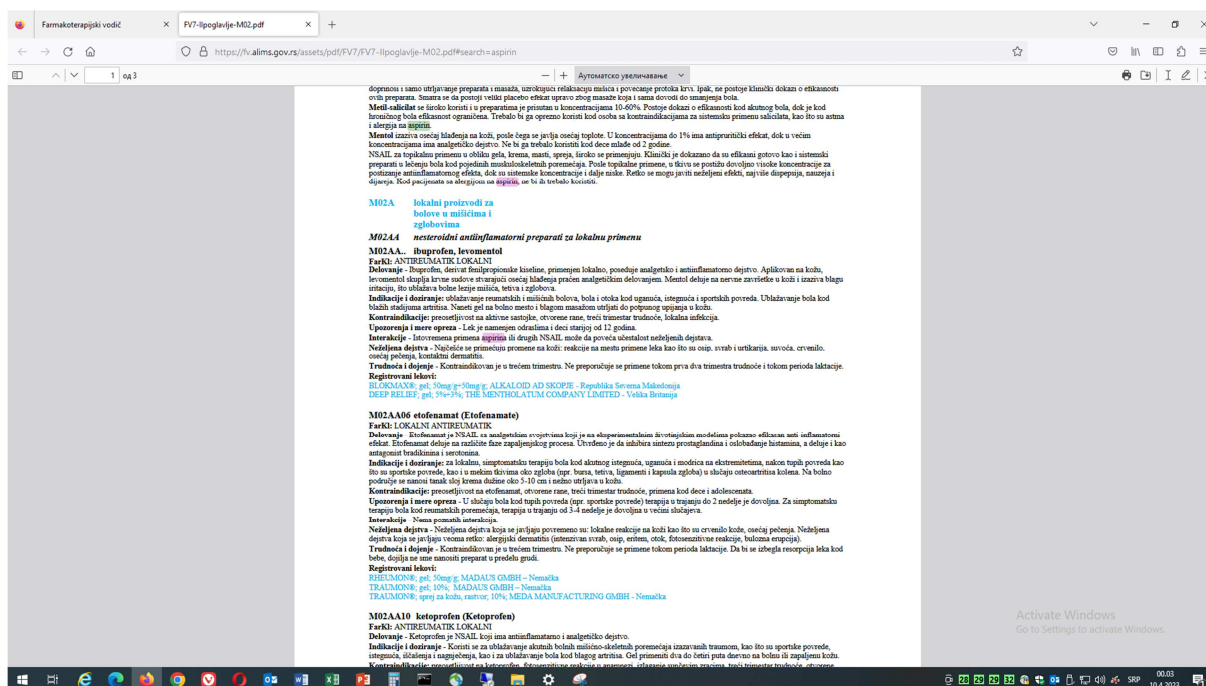 Farmakoterapijski vodič
FV7-IIpoglavlje-M02.pdf
https://fv.alims.gov.rs/assets/pdf/FV7/FV7-IIpoglavlje-M02.pdf#search=aspirin
1 од 3
Аутоматско увеличавање
doprinosi i samo utrljavanje preparata i masaža, uzrokujući relaksaciju mišića i povećanje protoka krvi. Ipak, ne postoje klinički dokazi o efikasnosti
ovih preparata. Smatra se da postoji veliki placebo efekat upravo zbog masaže koja i sama dovodi do smanjenja bola.
Metil-salicilat se široko koristi i u preparatima je prisutan u koncentracijama 10-60%. Postoje dokazi o efikasnosti kod akutnog bola, dok je kod
hroničnog bola efikasnost ograničena. Trebalo bi ga oprezno koristi kod osoba sa kontraindikacijama za sistemsku primenu salicilata, kao što su astma
i alergija na aspirin.
Mentol izaziva osećaj hlađenja na koži, posle čega se javlja osećaj toplote. U koncentracijama do 1% ima antipruritički efekat, dok u većim
koncentracijama ima analgetičko dejstvo. Ne bi ga trebalo koristiti kod dece mlađe od 2 godine.
NSAIL za topikalnu primenu u obliku gela, krema, masti, spreja, široko se primenjuju. Klinički je dokazano da su efikasni gotovo kao i sistemski
preparati u lečenju bola kod pojedinih muskuloskeletnih poremećaja. Posle topikalne primene, u tkivu se postižu dovoljno visoke koncentracije za
postizanje antiinflamatornog efekta, dok su sistemske koncentracije i dalje niske. Retko se mogu javiti neželjeni efekti, najviše dispepsija, nauzeja i
dijareja. Kod pacijenata sa alergijom na aspirin, ne bi ih trebalo koristiti.
M02A lokalni proizvodi za
bolove u mišićima i
zglobovima
M02AA nesteroidni antiinflamatorni preparati za lokalnu primenu
M02AA.. ibuprofen, levomentol
FarKl: ANTIREUMATIK LOKALNI
Delovanje - Ibuprofen, derivat fenilpropionske kiseline, primenjen lokalno, poseduje analgetsko i antiinflamatorno dejstvo. Aplikovan na kožu,
levomentol skuplja krvne sudove stvarajući osećaj hlađenja praćen analgetičkim delovanjem. Mentol deluje na nervne završetke u koži i izaziva blagu
iritaciju, što ublažava bolne lezije mišića, tetiva i zglobova.
Indikacije i doziranje: ublažavanje reumatskih i mišićnih bolova, bola i otoka kod uganuća, istegnuća i sportskih povreda. Ublažavanje bola kod
blažih stadijuma artritisa. Naneti gel na bolno mesto i blagom masažom utrljati do potpunog upijanja u kožu.
Kontraindikacije: preosetljivost na aktivne sastojke, otvorene rane, treći trimestar trudnoće, lokalna infekcija.
Upozorenja i mere opreza - Lek je namenjen odraslima i deci starijoj od 12 godina.
Interakcije - Istovremena primena aspirina ili drugih NSAIL može da poveća učestalost neželjenih dejstava.
Neželjena dejstva - Najčešće se primećuju promene na koži: reakcije na mestu primene leka kao što su osip, svrab i urtikarija, suvoća, crvenilo,
osećaj pečenja, kontaktni dermatitis.
Trudnoća i dojenje - Kontraindikovan je u trećem trimestru. Ne preporučuje se primene tokom prva dva trimestra trudnoće i tokom perioda laktacije.
Registrovani lekovi:
BLOKMAX®; gel; 50mg/g+50mg/g; ALKALOID AD SKOPJE - Republika Severna Makedonija
DEEP RELIEF; gel; 5%+3%; THE MENTHOLATUM COMPANY LIMITED - Velika Britanija
M02AA06 etofenamat (Etofenamate)
FarKl: LOKALNI ANTIREUMATIK
Delovanje - Etofenamat je NSAIL sa analgetskim svojstvima koji je na eksperimentalnim životinjskim modelima pokazao efikasan anti inflamatorni
efekat. Etofenamat deluje na različite faze zapaljenjskog procesa. Utvrđeno je da inhibira sintezu prostaglandina i oslobađanje histamina, a deluje i kao
antagonist bradikinina i serotonina.
Indikacije i doziranje: za lokalnu, simptomatsku terapiju bola kod akutnog istegnuća, uganuća i modrica na ekstremitetima, nakon tupih povreda kao
što su sportske povrede, kao i u mekim tkivima oko zgloba (npr. bursa, tetiva, ligamenti i kapsula zgloba) u slučaju osteoartritisa kolena. Na bolno
područje se nanosi tanak sloj krema dužine oko 5-10 cm i nežno utrljava u kožu.
Kontraindikacije: preosetljivost na etofenamat, otvorene rane, treći trimestar trudnoće, primena kod dece i adolescenata.
Upozorenja i mere opreza - U slučaju bola kod tupih povreda (npr. sportske povrede) terapija u trajanju do 2 nedelje je dovoljna. Za simptomatsku
terapiju bola kod reumatskih poremećaja, terapija u trajanju od 3-4 nedelje je dovoljna u većini slučajeva.
Interakcije - Nema poznatih interakcija.
Neželjena dejstva - Neželjena dejstva koja se javljaju povremeno su: lokalne reakcije na koži kao što su crvenilo kože, osećaj pečenja. Neželjena
dejstva koja se javljaju veoma retko: alergijski dermatitis (intenzivan svrab, osip, eritem, otok, fotosenzitivne reakcije, bulozna erupcija).
Trudnoća i dojenje - Kontraindikovan je u trećem trimestru. Ne preporučuje se primene tokom perioda laktacije. Da bi se izbegla resorpcija leka kod
bebe, dojilja ne sme nanositi preparat u predelu grudi.
Registrovani lekovi:
RHEUMON®; gel; 50mg/g; MADAUS GMBH – Nemačka
TRAUMON®; gel; 10%; MADAUS GMBH – Nemačka
TRAUMON®; sprej za kožu, rastvor; 10%; MEDA MANUFACTURING GMBH - Nemačka
M02AA10 ketoprofen (Ketoprofen)
FarKl: ANTIREUMATIK LOKALNI
Delovanje - Ketoprofen je NSAIL koji ima antiinflamatarno i analgetičko dejstvo.
Indikacije i doziranje - Koristi se za ublažavanje akutnih bolnih mišićno-skeletnih poremećaja izazavanih traumom, kao što su sportske povrede,
istegnuća, iščašenja i nagnječenja, kao i za ublažavanje bola kod blagog artritisa. Gel primeniti dva do četiri puta dnevno na bolnu ili zapaljenu kožu.
Kontraindikacije: preosetljivost na ketoprofen, fotosenzitivne reakcije u anamnezi, izlaganje sunčevim zracima, treći trimestar trudnoće, otvorene
Activate Windows
Go to Settings to activate Windows.
28 29 29 32
SRP
00.03
10.4.2023